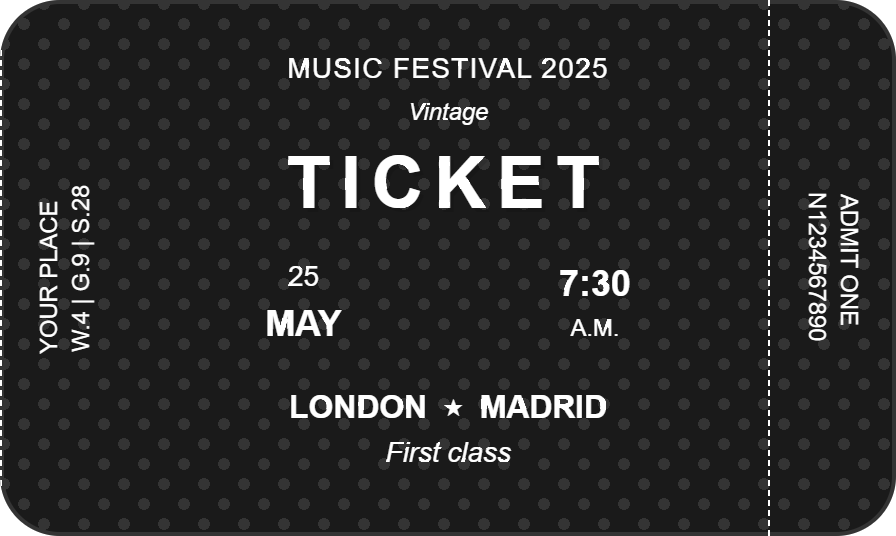 MUSIC FESTIVAL 2025
Vintage
TICKET
25
MAY
7:30
A.M.
LONDON ★ MADRID
First class
YOUR PLACE
W.4 | G.9 | S.28
ADMIT ONE
N1234567890